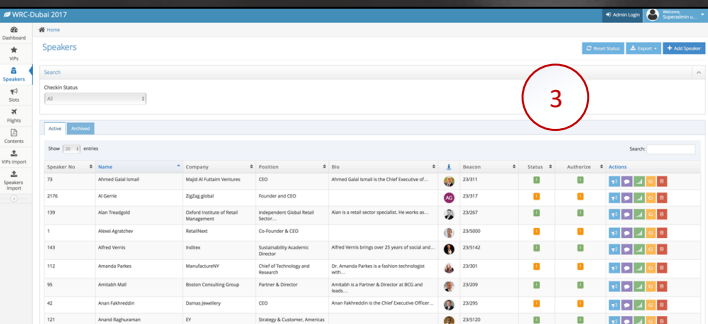 WRC-Dubai 2017
Admin Login
Welcome,
Superadmin u...
Dashboard
VIPs
Speakers
Slots
Flights
Contents
VIPs Import
Speakers
Import
Home
Speakers
Reset Status
Export
+ Add Speaker
Search
Checkin Status
All
3
Active
Archived
Show 20 entries
Search:
Speaker No Name Company Position Bio Beacon Status Authorize Actions
73 Ahmed Galal Ismail Majid Al Futtaim Ventures CEO Ahmed Galal Ismail is the Chief Executive of... 23/311
2176 Al Gerrie ZigZag global Founder and CEO AG 23/317
139 Alan Treadgold Oxford Institute of Retail Management Independent Global Retail Sector... Alan is a retail sector specialist. He works as... 23/267
1 Alexei Agratchev RetailNext Co-Founder & CEO 23/5000
143 Alfred Vernis Inditex Sustainability Academic Director Alfred Vernis brings over 25 years of social and... 23/5142
112 Amanda Parkes ManufactureNY Chief of Technology and Research Dr. Amanda Parkes is a fashion technologist with... 23/301
95 Amitabh Mall Boston Consulting Group Partner & Director Amitabh is a Partner & Director at BCG and leads... 23/209
42 Anan Fakhreddin Damas Jewellery CEO Anan Fakhreddin is the Chief Executive Officer... 23/295
121 Anand Raghuraman EY Strategy & Customer, Americas 23/5120